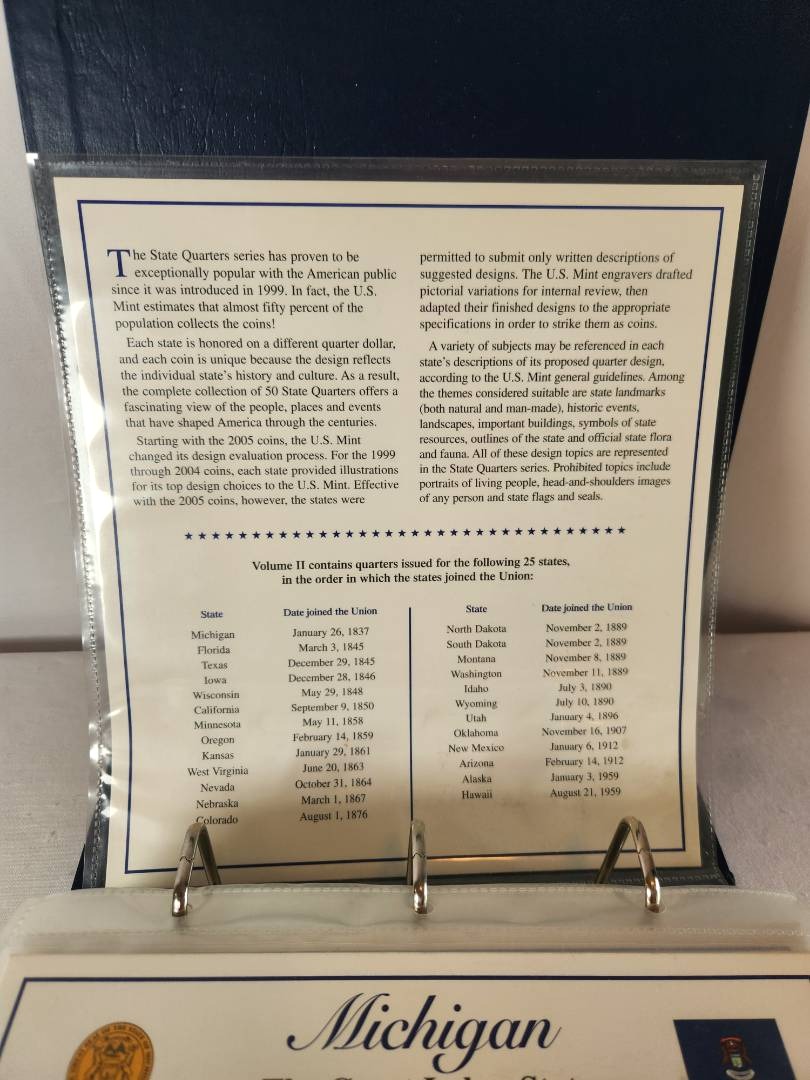 The State Quarters series has proven to be
exceptionally popular with the American public
since it was introduced in 1999. In fact, the U.S.
Mint estimates that almost fifty percent of the
population collects the coins!
Each state is honored on a different quarter dollar,
and each coin is unique because the design reflects
the individual state's history and culture. As a result,
the complete collection of 50 State Quarters offers a
fascinating view of the people, places and events
that have shaped America through the centuries.
Starting with the 2005 coins, the U.S. Mint
changed its design evaluation process. For the 1999
through 2004 coins, each state provided illustrations
for its top design choices to the U.S. Mint. Effective
with the 2005 coins, however, the states were
permitted to submit only written descriptions of
suggested designs. The U.S. Mint engravers drafted
pictorial variations for internal review, then
adapted their finished designs to the appropriate
specifications in order to strike them as coins.
A variety of subjects may be referenced in each
state's descriptions of its proposed quarter design,
according to the U.S. Mint general guidelines. Among
the themes considered suitable are state landmarks
(both natural and man-made), historic events,
landscapes, important buildings, symbols of state
resources, outlines of the state and official state flora
and fauna. All of these design topics are represented
in the State Quarters series. Prohibited topics include
portraits of living people, head-and-shoulders images
of any person and state flags and seals.
Volume II contains quarters issued for the following 25 states,
in the order in which the states joined the Union:
State Date joined the Union
Michigan January 26, 1837
Florida March 3, 1845
Texas December 29, 1845
Iowa December 28, 1846
Wisconsin May 29, 1848
California September 9, 1850
Minnesota May 11, 1858
Oregon February 14, 1859
Kansas January 29, 1861
West Virginia June 20, 1863
Nevada October 31, 1864
Nebraska March 1, 1867
Colorado August 1, 1876
State Date joined the Union
North Dakota November 2, 1889
South Dakota November 2, 1889
Montana November 8, 1889
Washington November 11, 1889
Idaho July 3, 1890
Wyoming July 10, 1890
Utah January 4, 1896
Oklahoma November 16, 1907
New Mexico January 6, 1912
Arizona February 14, 1912
Alaska January 3, 1959
Hawaii August 21, 1959
Michigan